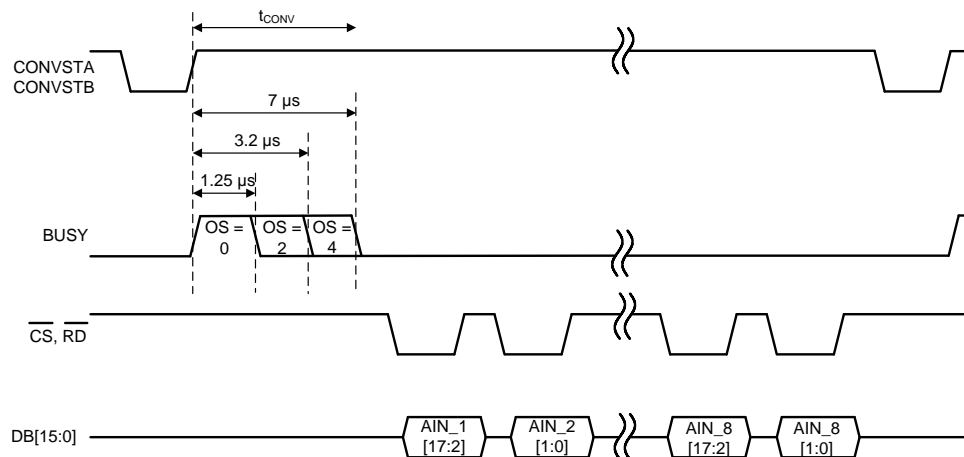 tCONV
CONVSTA
CONVSTB
7 µs
3.2 µs
1.25 µs
BUSY
OS =
0
OS =
2
OS =
4
CS, RD
DB[15:0]
AIN_1
[17:2]
AIN_2
[1:0]
AIN_8
[17:2]
AIN_8
[1:0]